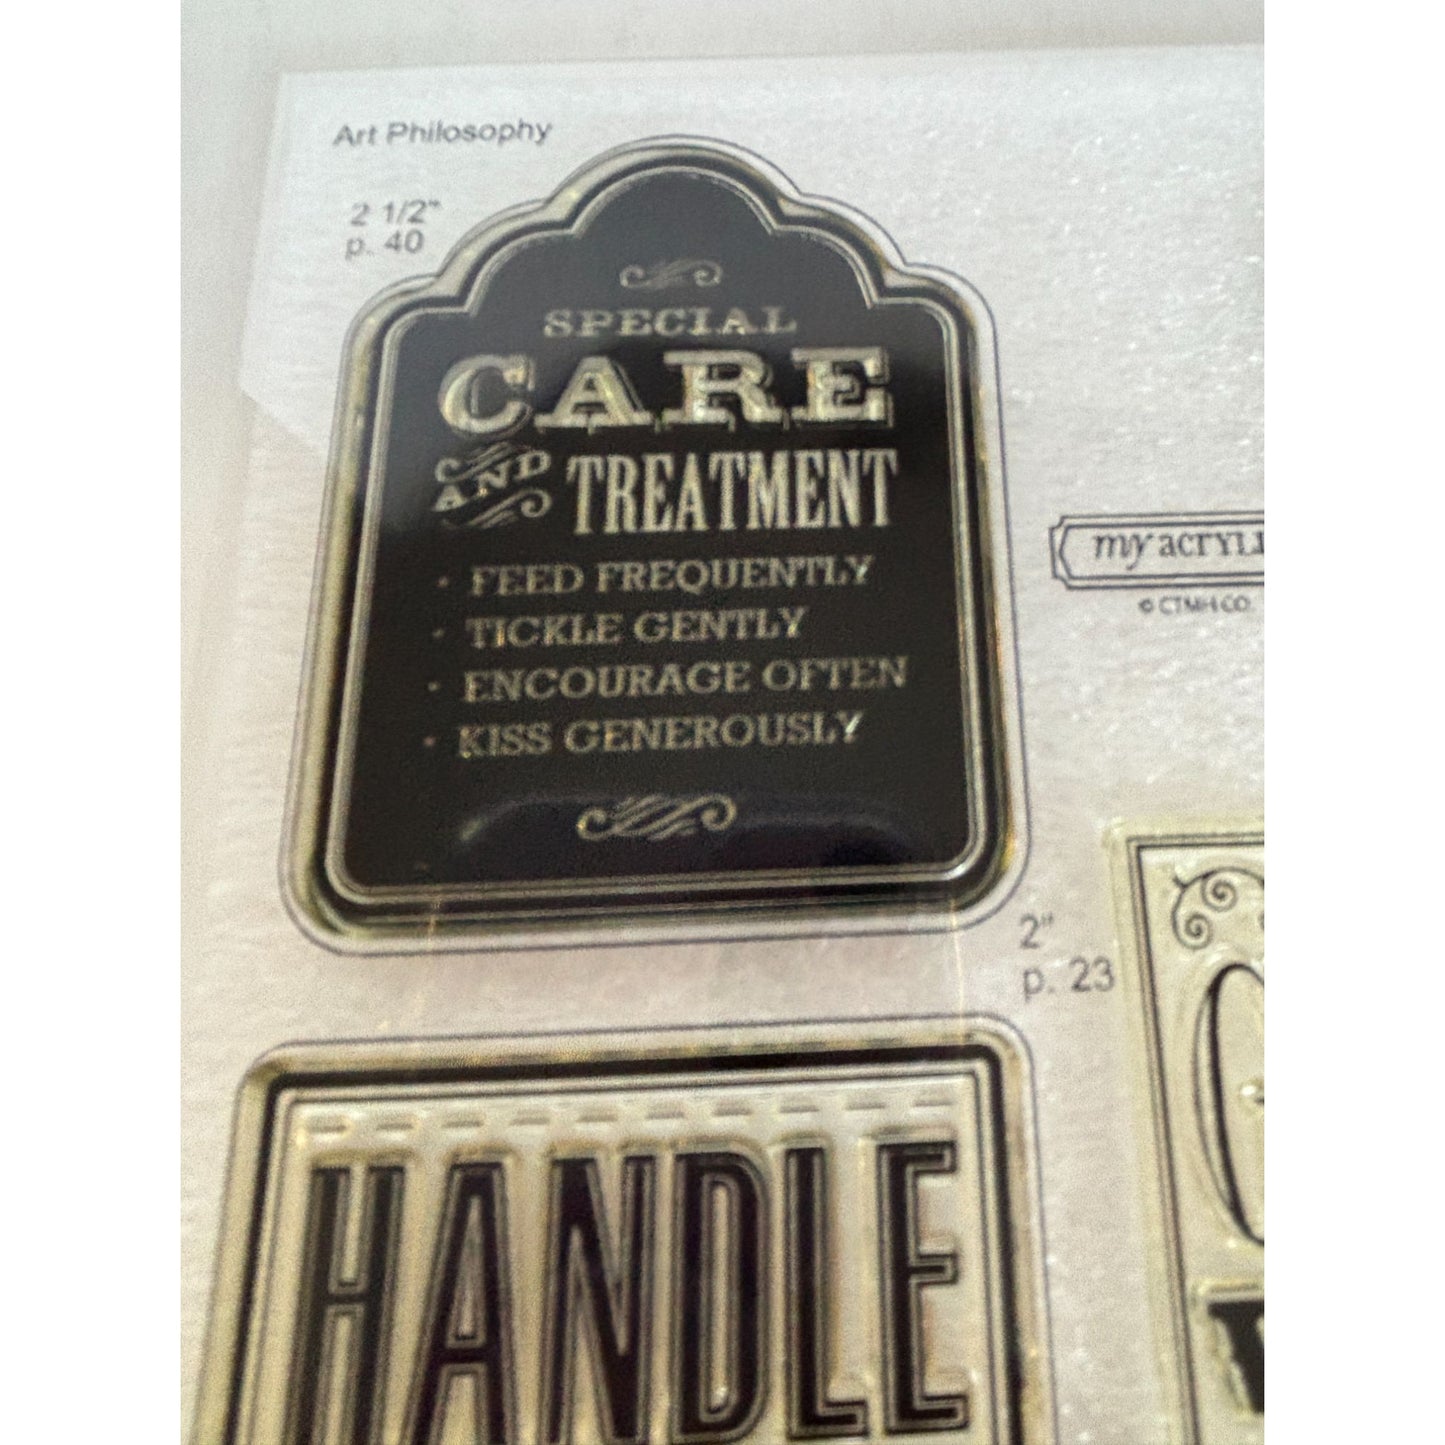 Art Philosophy
2 1/2"
p. 40
SPECIAL
CARE
AND TREATMENT
· FEED FREQUENTLY
· TICKLE GENTLY
· ENCOURAGE OFTEN
· KISS GENEROUSLY
my acryli
© CTMH CO.
2"
p. 23
HANDLE